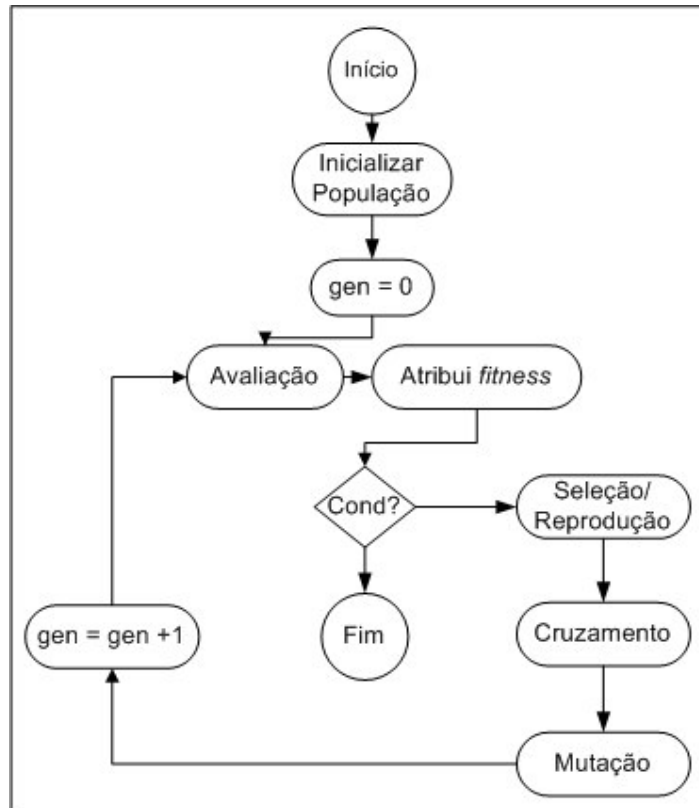 Início
Inicializar
População
gen = 0
Avaliação
Atribui fitness
Cond?
Seleção/
Reprodução
gen = gen +1
Fim
Cruzamento
Mutação